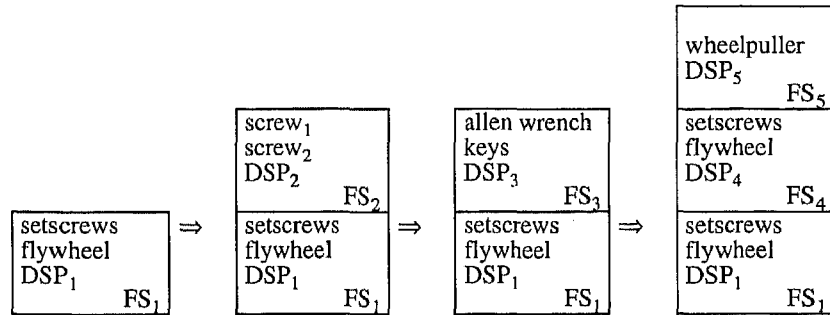 setscrews
flywheel
DSP₁
FS₁
⇒
screw₁
screw₂
DSP₂
FS₂
setscrews
flywheel
DSP₁
FS₁
⇒
allen wrench
keys
DSP₃
FS₃
setscrews
flywheel
DSP₁
FS₁
⇒
wheelpuller
DSP₅
FS₅
setscrews
flywheel
DSP₄
FS₄
setscrews
flywheel
DSP₁
FS₁